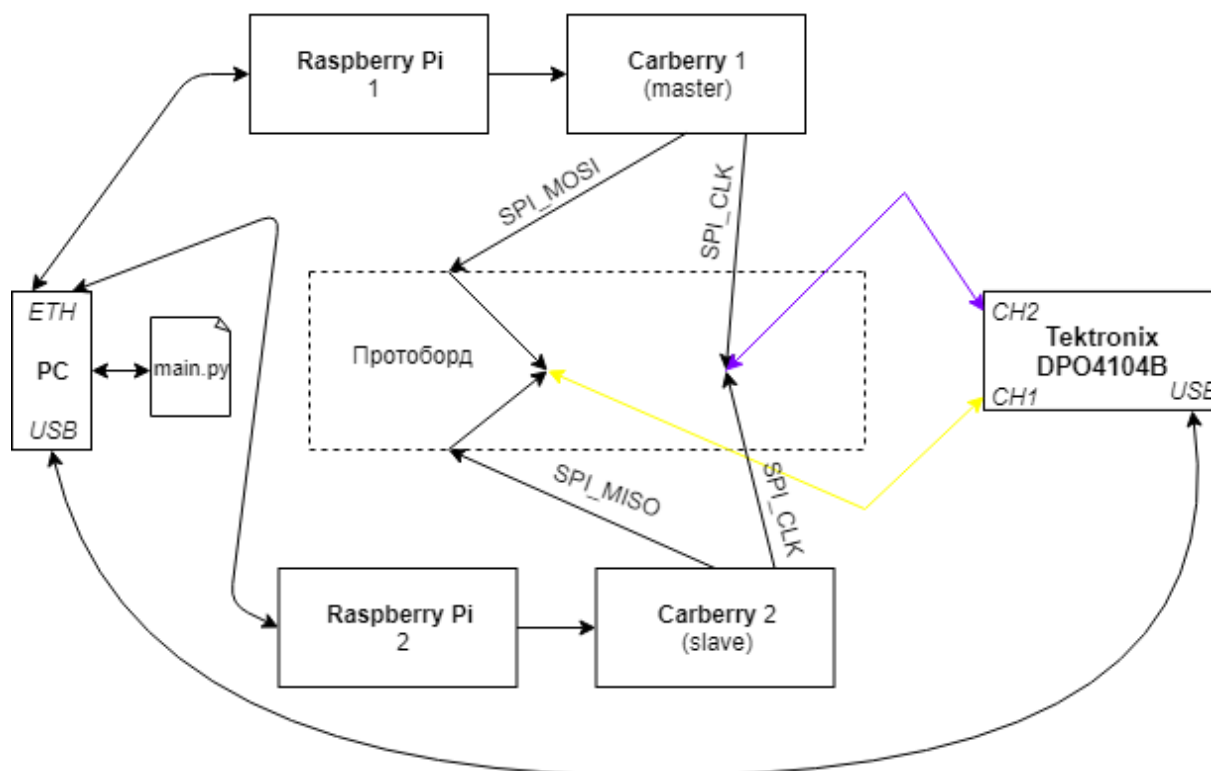 Raspberry Pi
1
Carberry 1
(master)
SPI_MOSI
SPI_CLK
ETH
PC
USB
main.py
Протоборд
CH2
Tektronix
DPO4104B
CH1
USB
SPI_MISO
SPI_CLK
Raspberry Pi
2
Carberry 2
(slave)